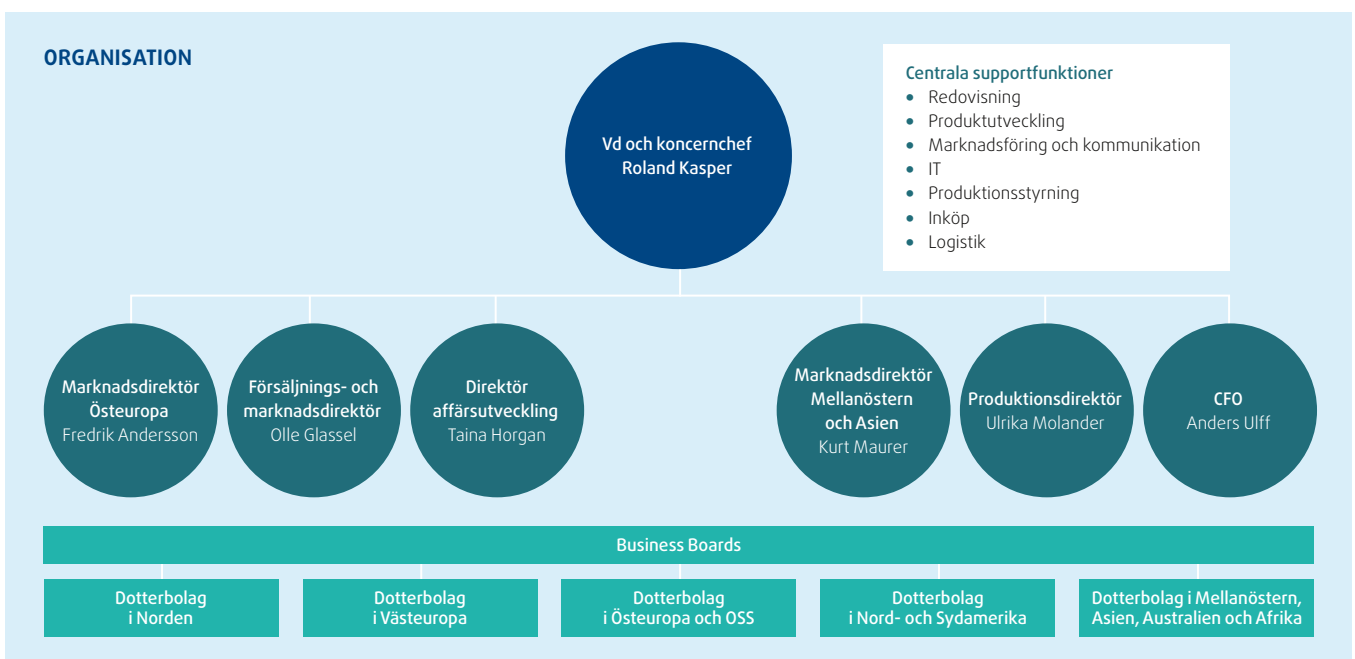 ORGANISATION
Vd och koncernchef
Roland Kasper
Centrala supportfunktioner
• Redovisning
• Produktutveckling
• Marknadsföring och kommunikation
• IT
• Produktionsstyrning
• Inköp
• Logistik
Marknadsdirektör
Östeuropa
Fredrik Andersson
Försäljnings- och
marknadsdirektör
Olle Glassel
Direktör
affärsutveckling
Taina Horgan
Marknadsdirektör
Mellanöstern
och Asien
Kurt Maurer
Produktionsdirektör
Ulrika Molander
CFO
Anders Ulff
Business Boards
Dotterbolag
i Norden
Dotterbolag
i Västeuropa
Dotterbolag
i Östeuropa och OSS
Dotterbolag
i Nord- och Sydamerika
Dotterbolag i Mellanöstern,
Asien, Australien och Afrika